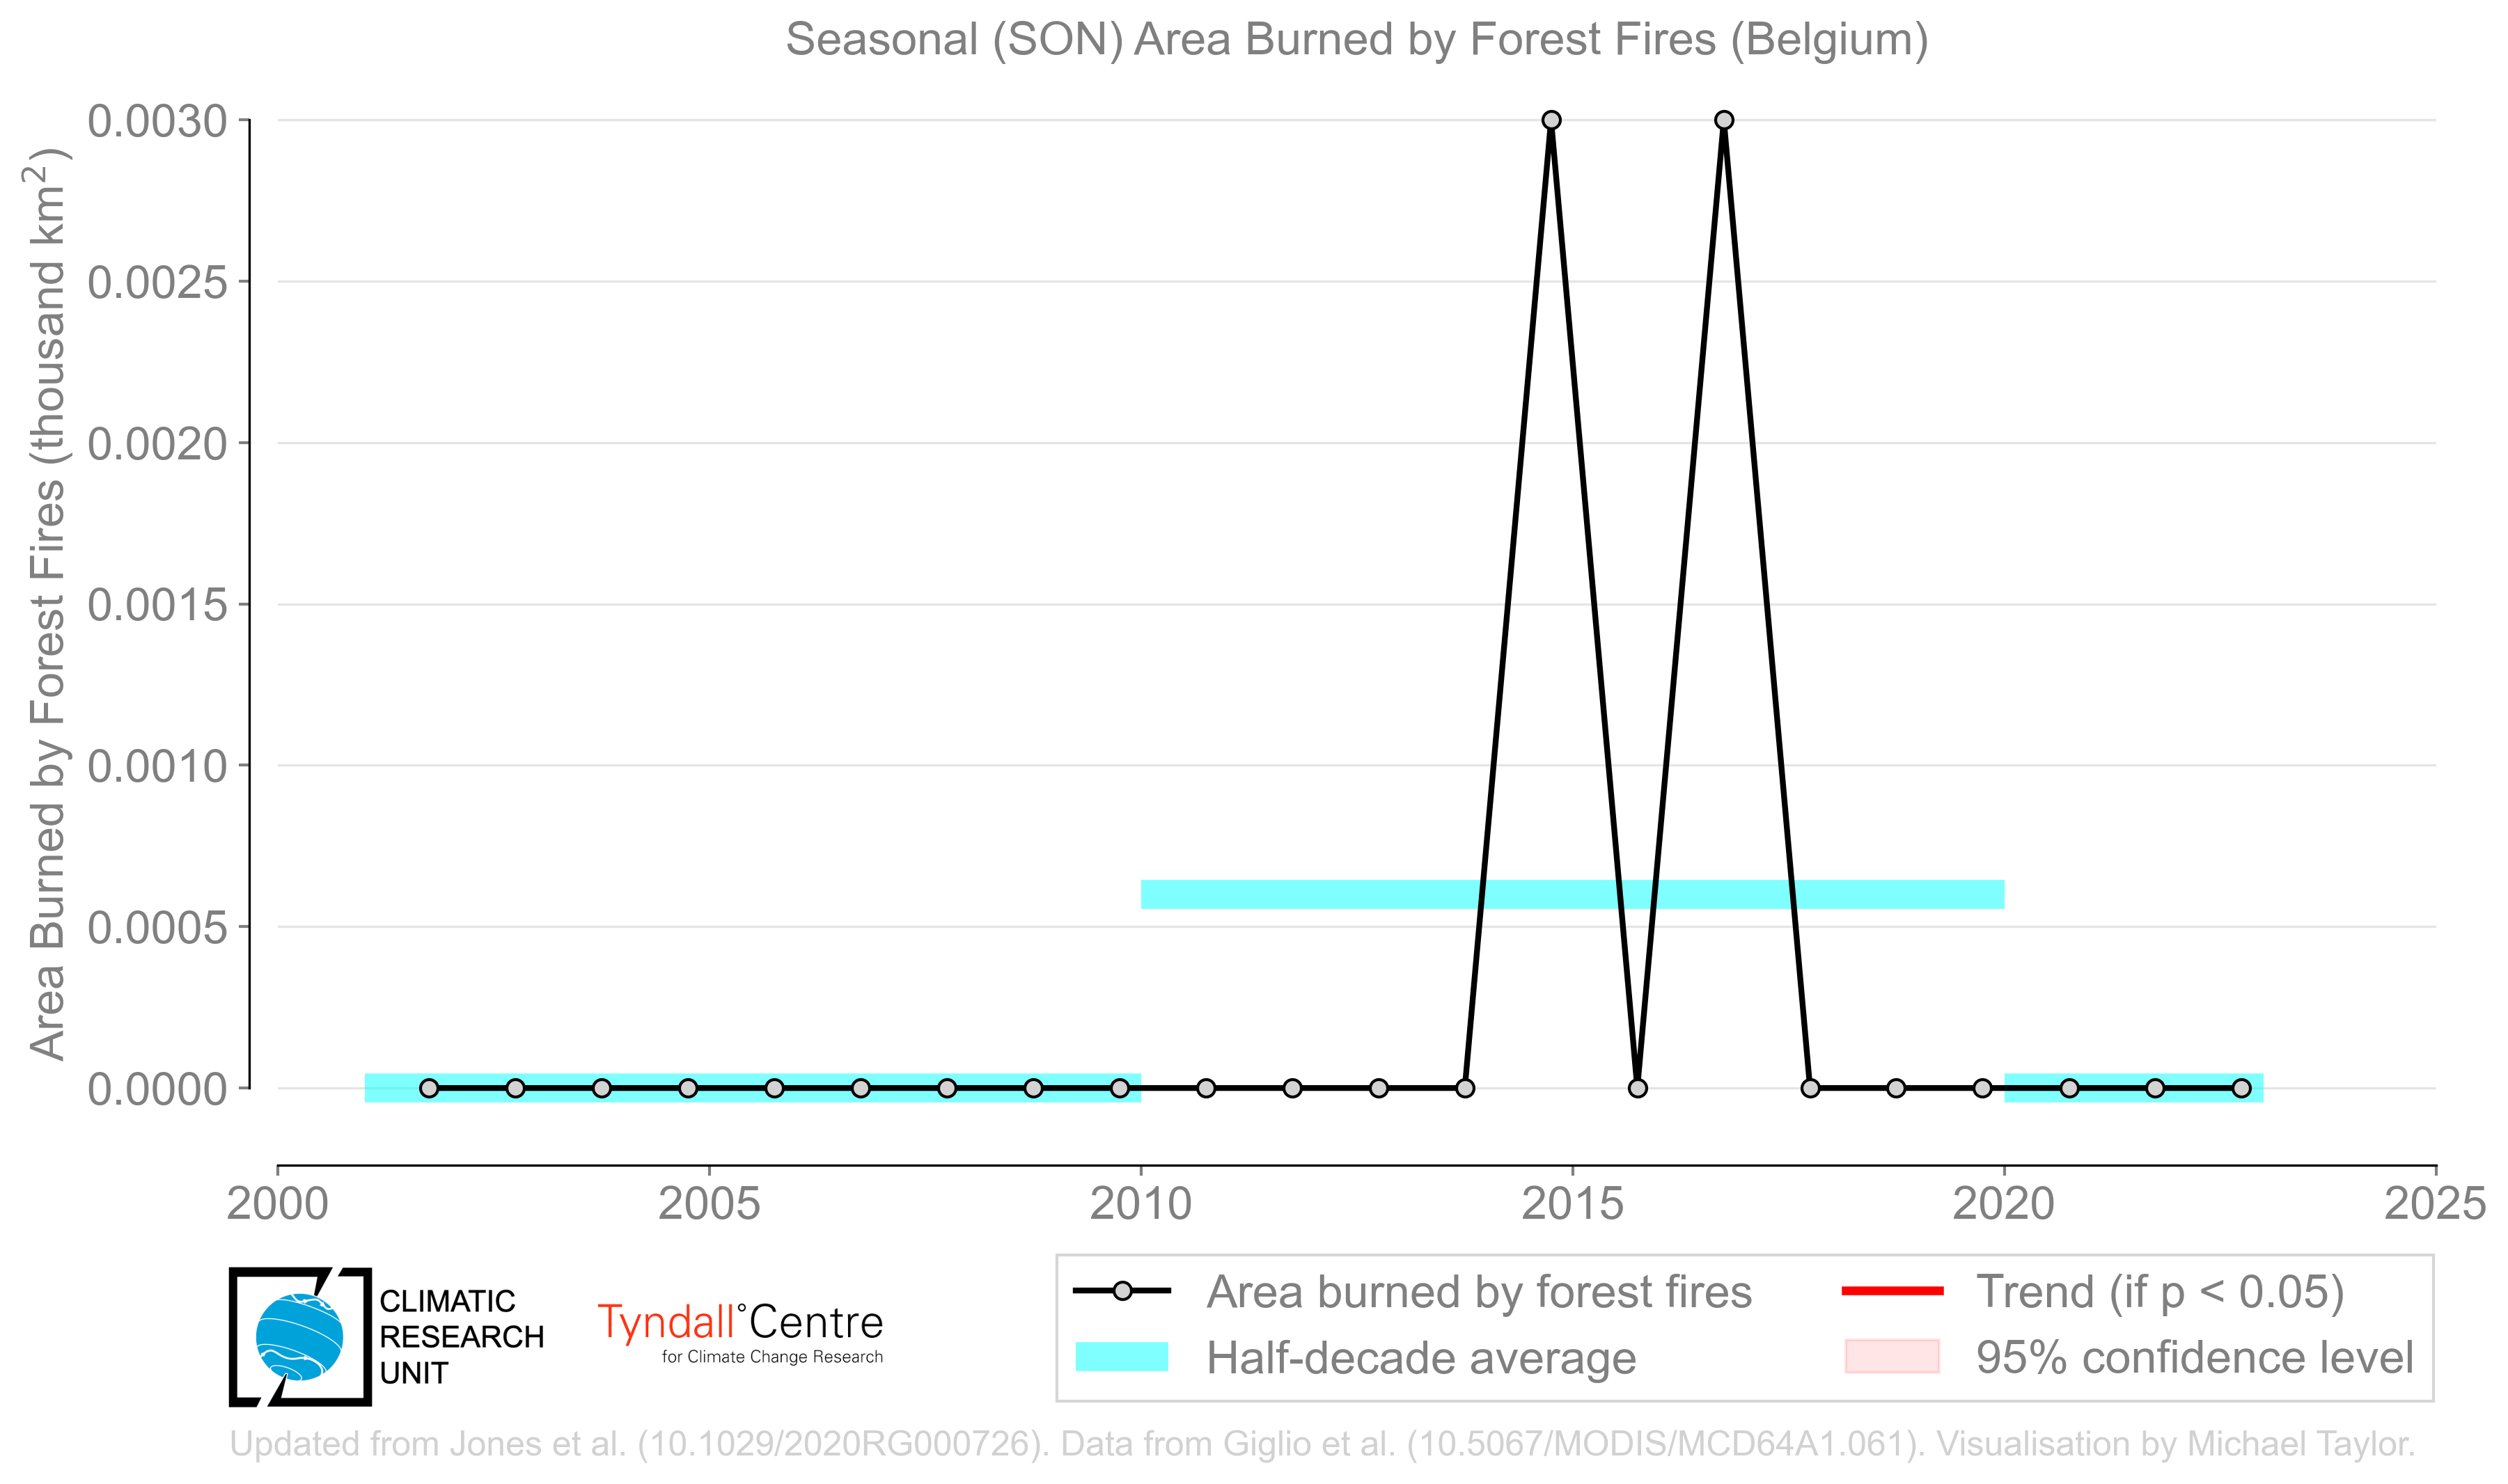 Seasonal (SON) Area Burned by Forest Fires (Belgium)
Area Burned by Forest Fires (thousand km²)
0.0030
0.0025
0.0020
0.0015
0.0010
0.0005
0.0000
2000 2005 2010 2015 2020 2025
CLIMATIC
RESEARCH
UNIT
Tyndall°Centre
for Climate Change Research
Area burned by forest fires
Half-decade average
Trend (if p < 0.05)
95% confidence level
Updated from Jones et al. (10.1029/2020RG000726). Data from Giglio et al. (10.5067/MODIS/MCD64A1.061). Visualisation by Michael Taylor.